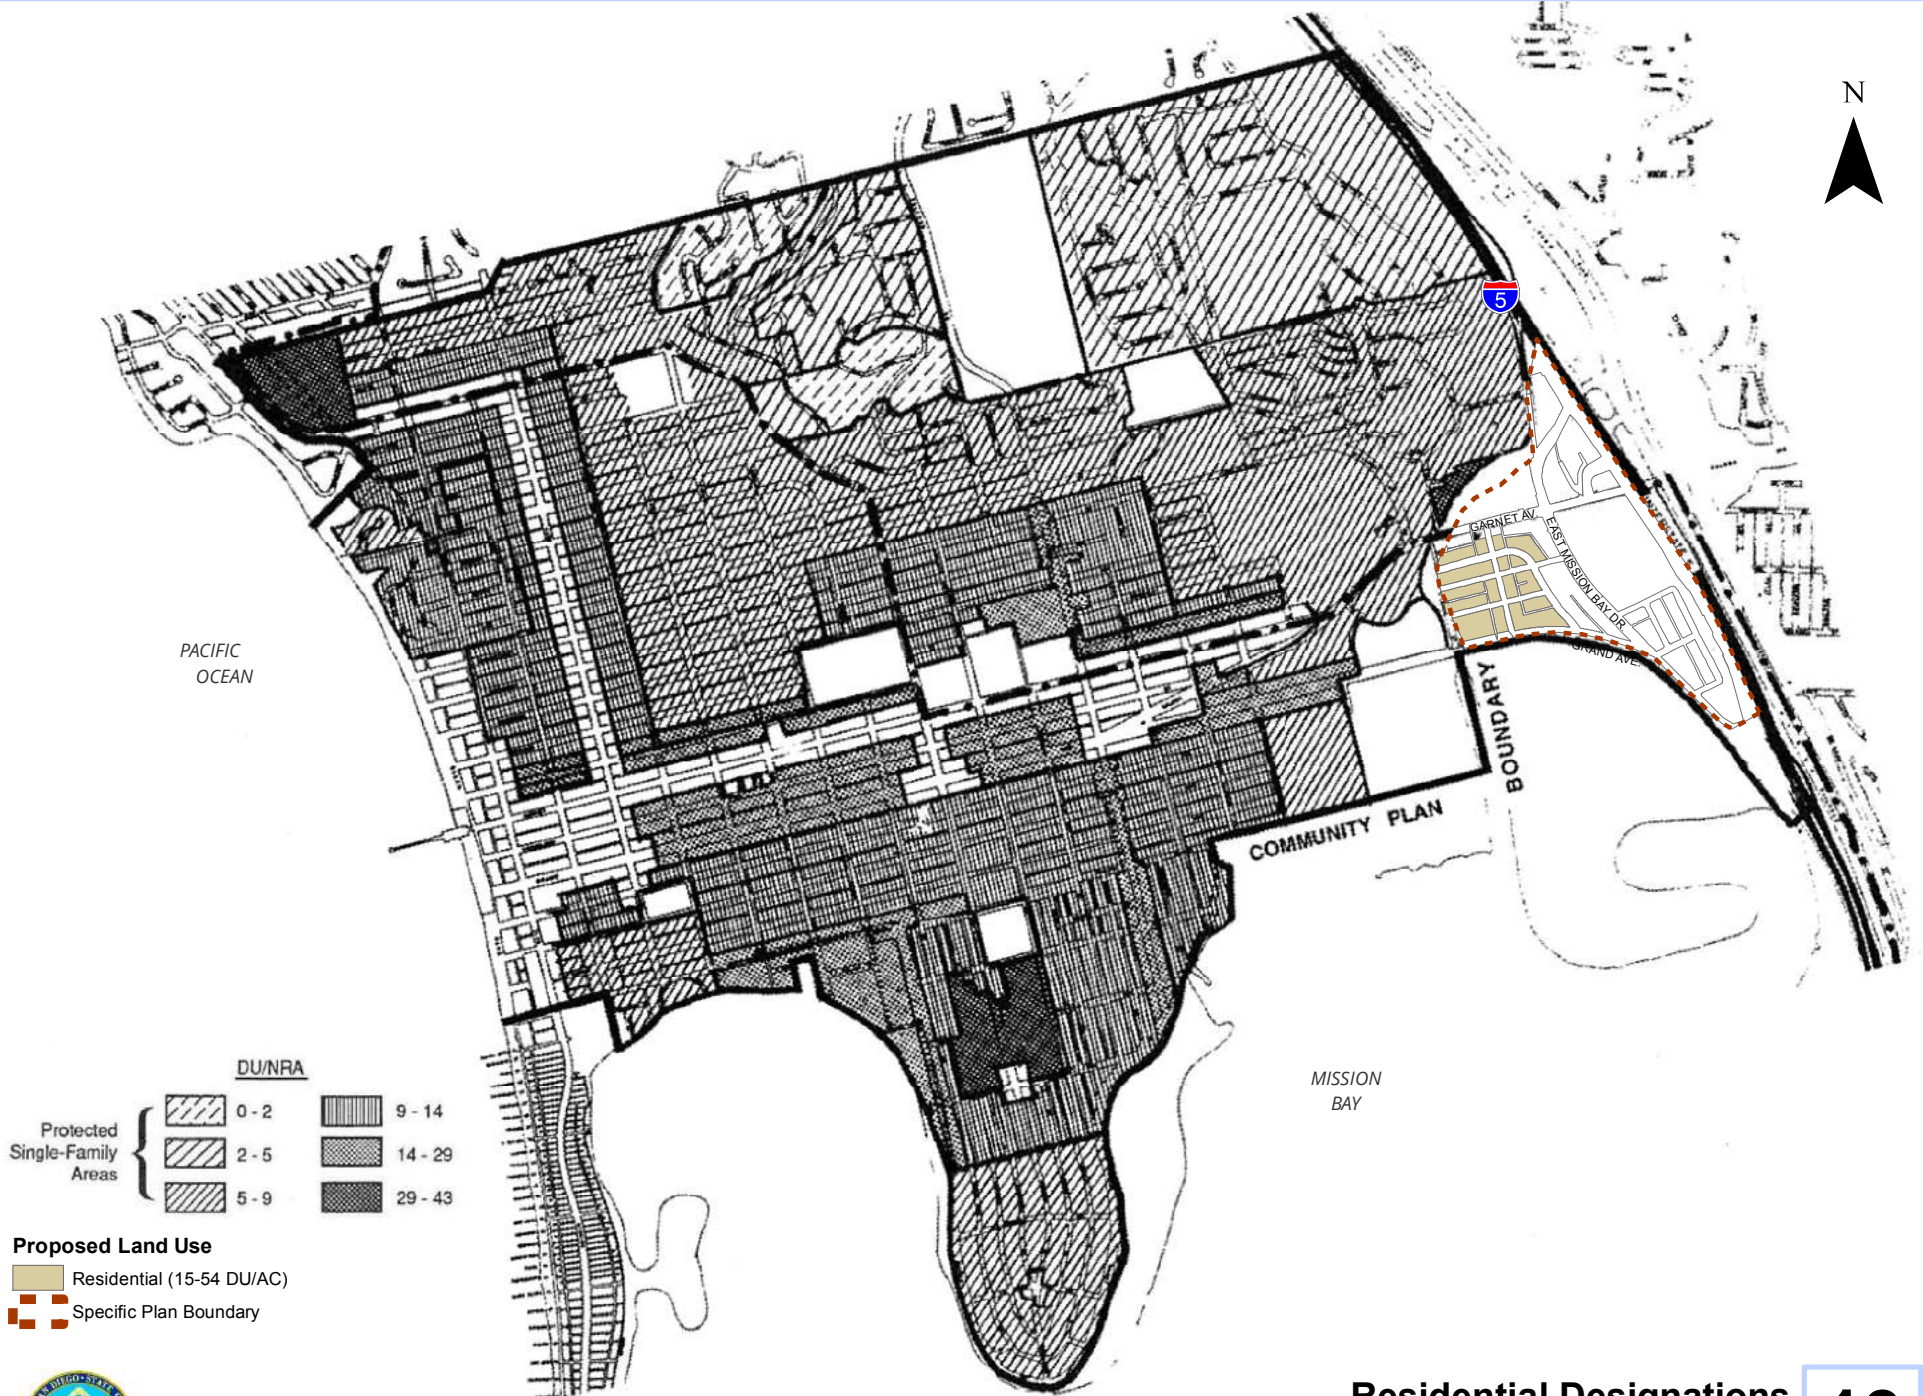 N
5
GARNET AV.
EAST MISSION BAY DR
GRAND AVE.
PACIFIC
OCEAN
BOUNDARY
COMMUNITY PLAN
MISSION
BAY
DU/NRA
Protected
Single-Family
Areas
0 - 2
2 - 5
5 - 9
9 - 14
14 - 29
29 - 43
Proposed Land Use
Residential (15-54 DU/AC)
Specific Plan Boundary
Residential Designations